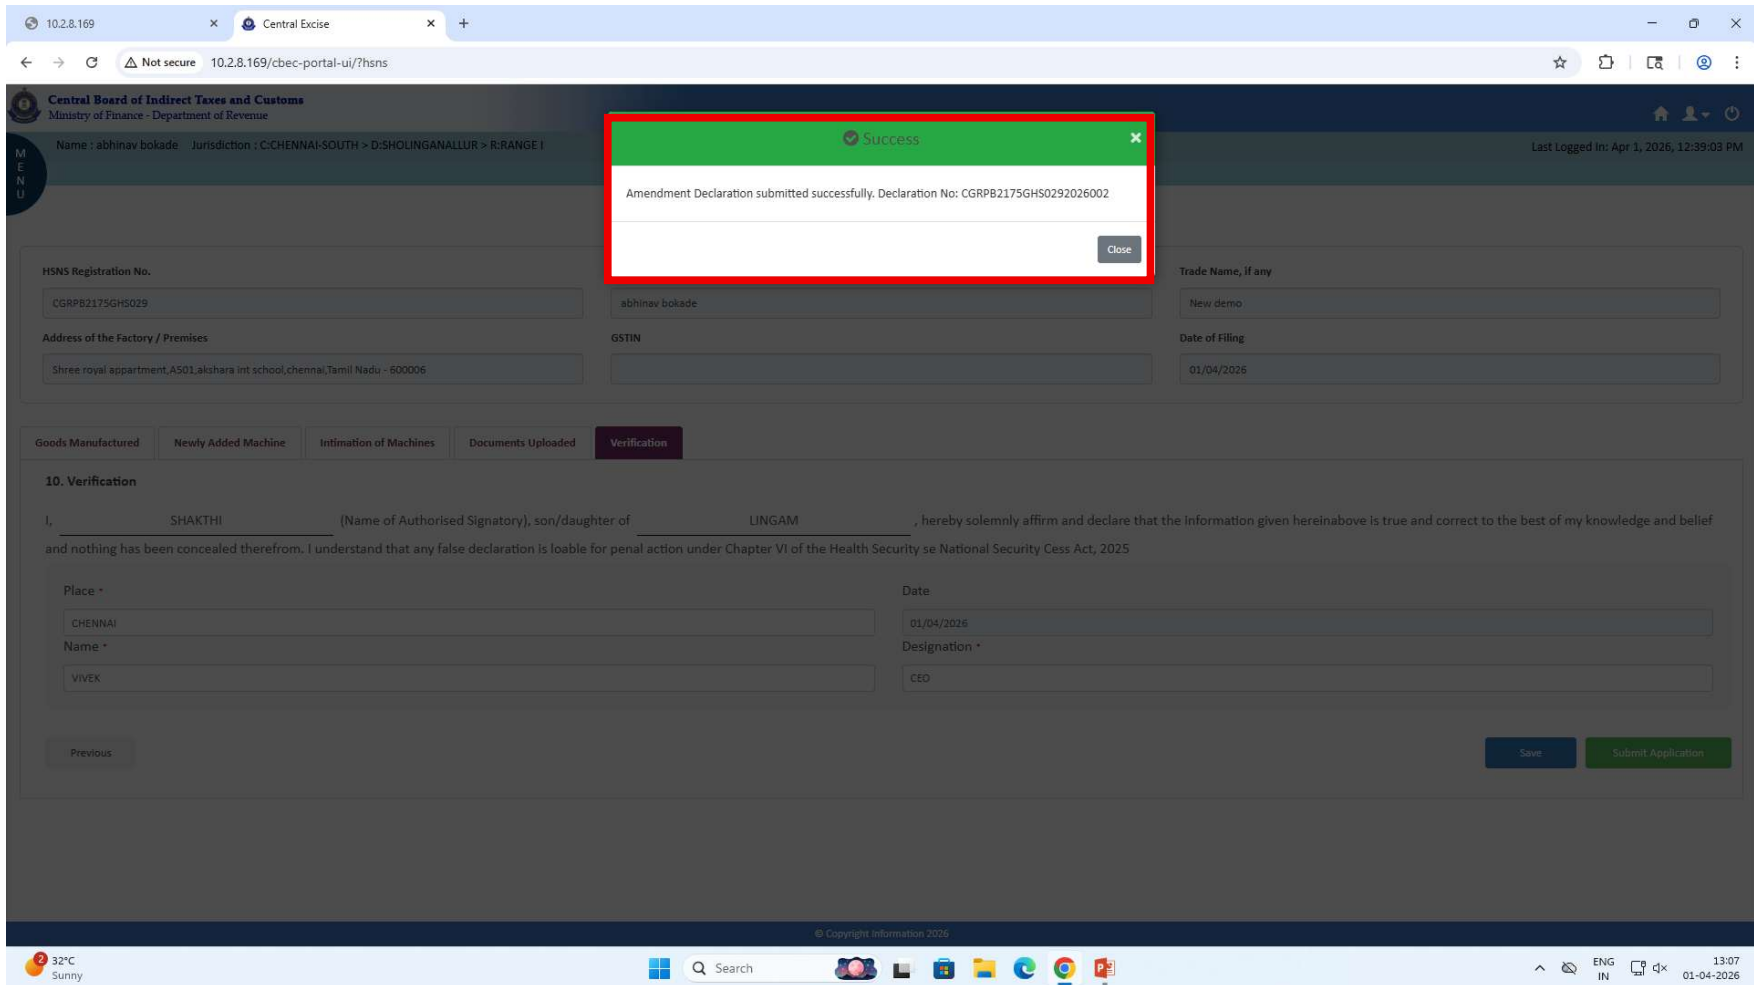 10.2.8.169
Central Excise
Not secure 10.2.8.169/cbec-portal-ui/?hsns
Central Board of Indirect Taxes and Customs
Ministry of Finance - Department of Revenue
MENU
Name : abhinav bokade Jurisdiction : C:CHENNAI-SOUTH > D:SHOLINGANALLUR > R:RANGE I
Last Logged In: Apr 1, 2026, 12:39:03 PM
Success
Amendment Declaration submitted successfully. Declaration No: CGRPB2175GHS0292026002
Close
HSNS Registration No.
Trade Name, if any
CGRPB2175GHS029
abhinav bokade
New demo
Address of the Factory / Premises
GSTIN
Date of Filing
Shree royal appartment,A501,akshara int school,chennai,Tamil Nadu - 600006
01/04/2026
Goods Manufactured
Newly Added Machine
Intimation of Machines
Documents Uploaded
Verification
10. Verification
I, SHAKTHI (Name of Authorised Signatory), son/daughter of LINGAM , hereby solemnly affirm and declare that the information given hereinabove is true and correct to the best of my knowledge and belief
and nothing has been concealed therefrom. I understand that any false declaration is loable for penal action under Chapter VI of the Health Security se National Security Cess Act, 2025
Place *
Date
CHENNAI
01/04/2026
Name *
Designation *
VIVEK
CEO
Previous
Save
Submit Application
© Copyright Information 2026
2
32°C
Sunny
Search
ENG
IN
13:07
01-04-2026